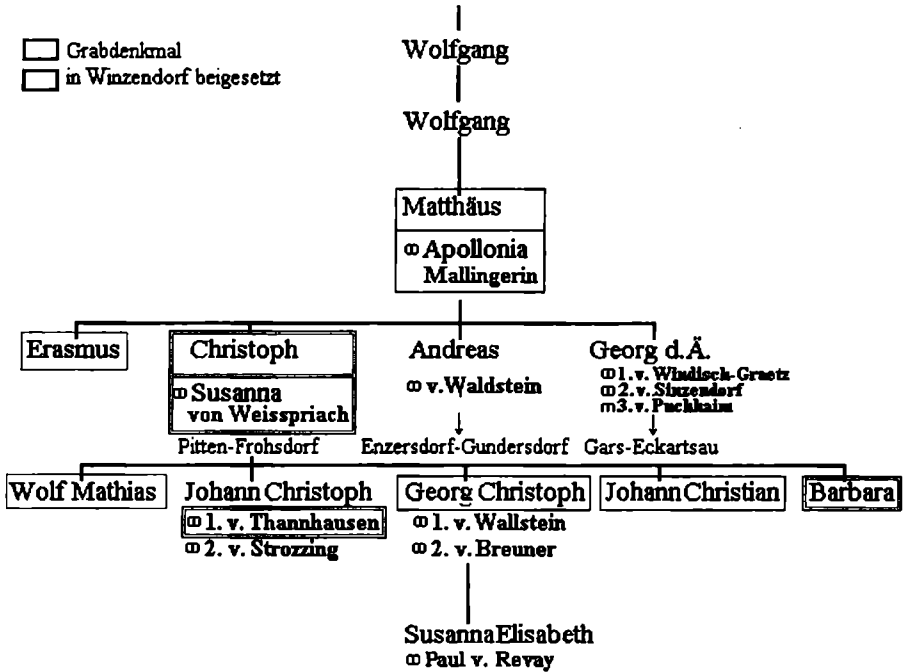 Grabdenkmal
in Winzendorf beigesetzt
Wolfgang
Wolfgang
Matthäus
⚭ Apollonia
Mallingerin
Erasmus
Christoph
⚭ Susanna
von Weisspriach
Andreas
⚭ v. Waldstein
Georg d.Ä.
⚭ 1. v. Windisch-Graetz
⚭ 2. v. Sinzendorf
⚭ 3. v. Puchhaim
Pitten-Frohsdorf
Enzersdorf-Gundersdorf
Gars-Eckartsau
Wolf Mathias
Johann Christoph
⚭ 1. v. Thannhausen
⚭ 2. v. Strozzing
Georg Christoph
⚭ 1. v. Wallstein
⚭ 2. v. Breuner
Johann Christian
Barbara
Susanna Elisabeth
⚭ Paul v. Revay